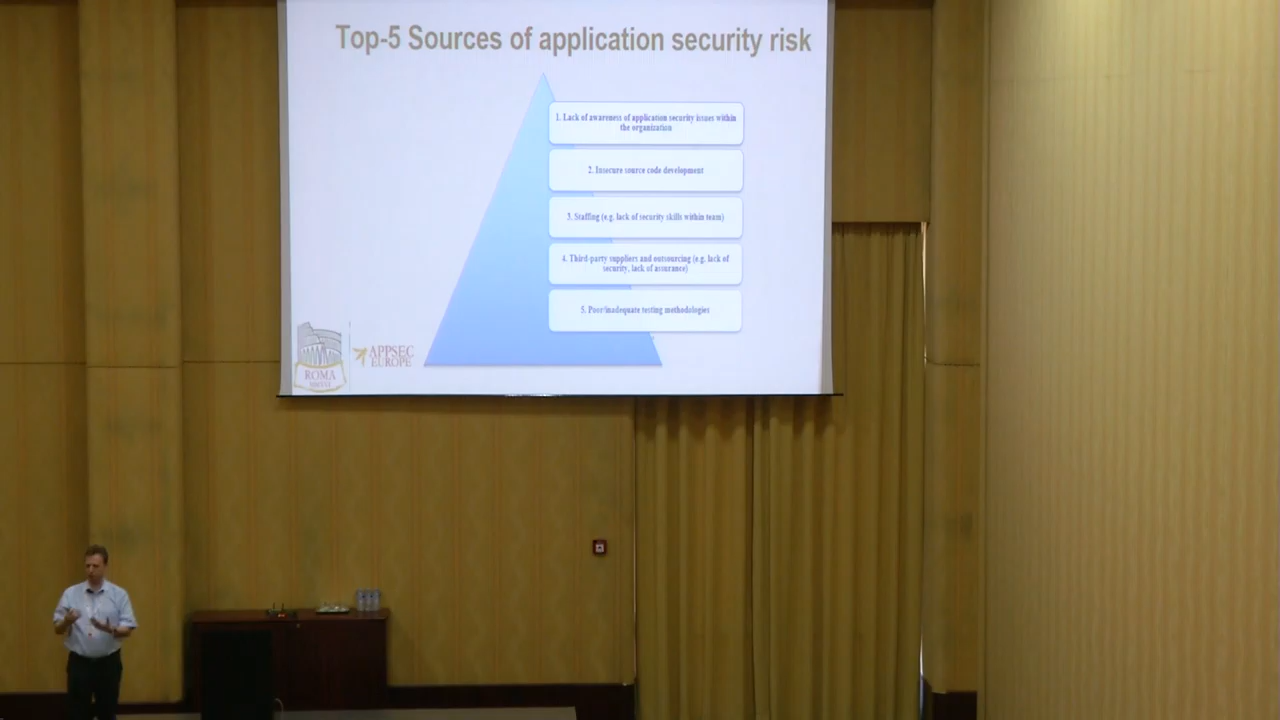 Top-5 Sources of application security risk
1. Lack of awareness of application security issues within
the organization
2. Insecure source code development
3. Staffing (e.g. lack of security skills within team)
4. Third-party suppliers and outsourcing (e.g. lack of
security, lack of assurance)
5. Poor/inadequate testing methodologies
ROMA
APPSEC
EUROPE